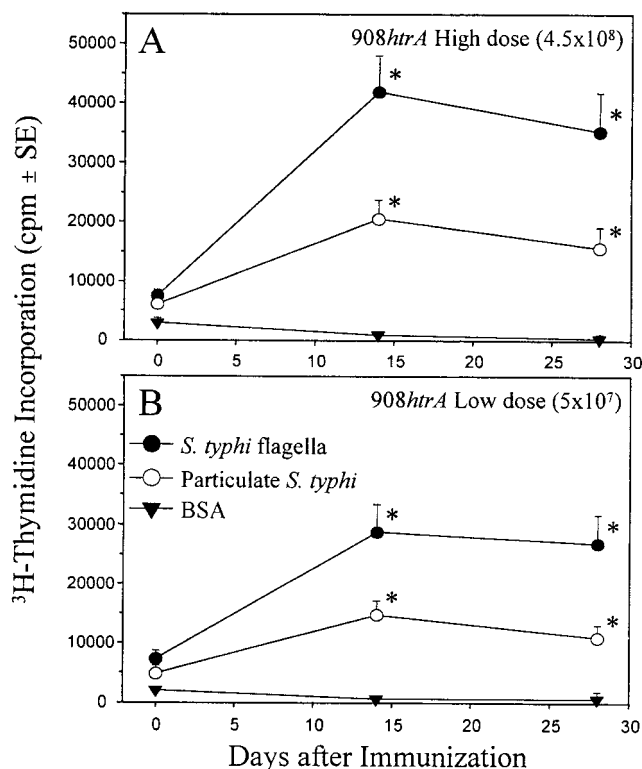 ³H-Thymidine Incorporation (cpm ± SE)
A
908htrA High dose (4.5x10⁸)
50000
40000
30000
20000
10000
0
*
*
*
*
0 5 10 15 20 25 30
B
908htrA Low dose (5x10⁷)
S. typhi flagella
Particulate S. typhi
BSA
50000
40000
30000
20000
10000
0
*
*
*
*
0 5 10 15 20 25 30
Days after Immunization